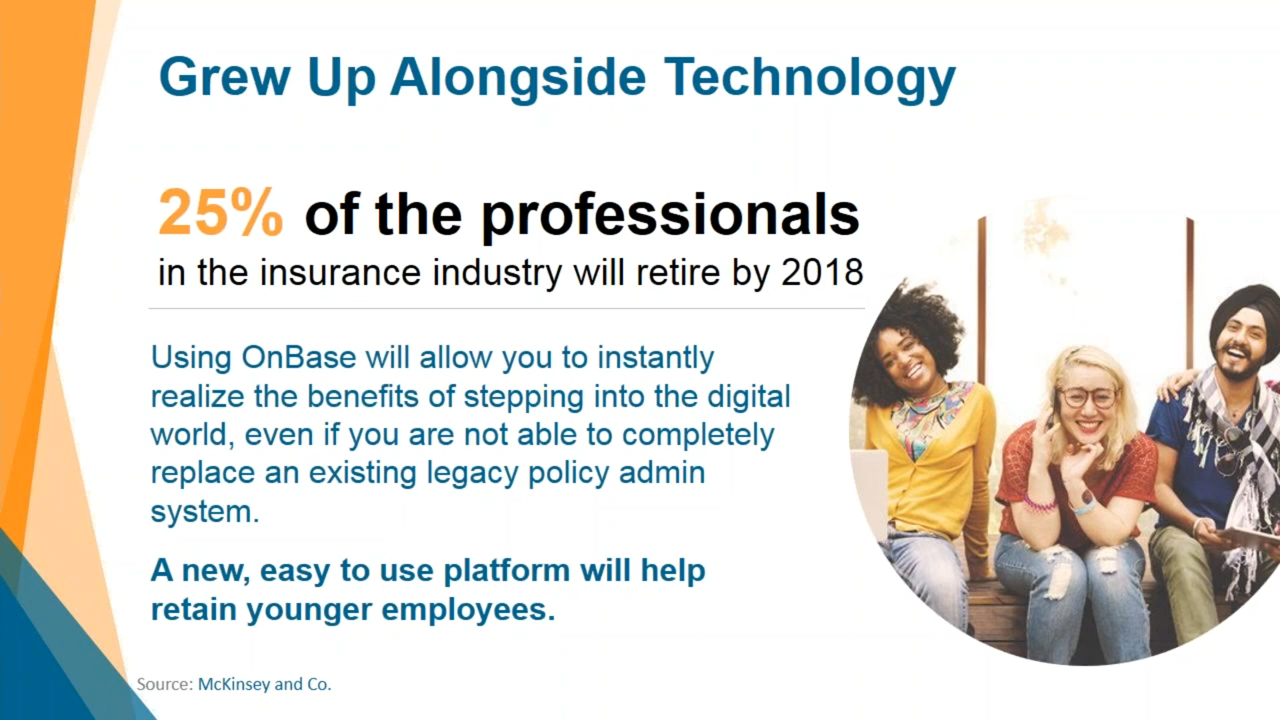 Grew Up Alongside Technology
25% of the professionals
in the insurance industry will retire by 2018
Using OnBase will allow you to instantly
realize the benefits of stepping into the digital
world, even if you are not able to completely
replace an existing legacy policy admin
system.
A new, easy to use platform will help
retain younger employees.
Source: McKinsey and Co.